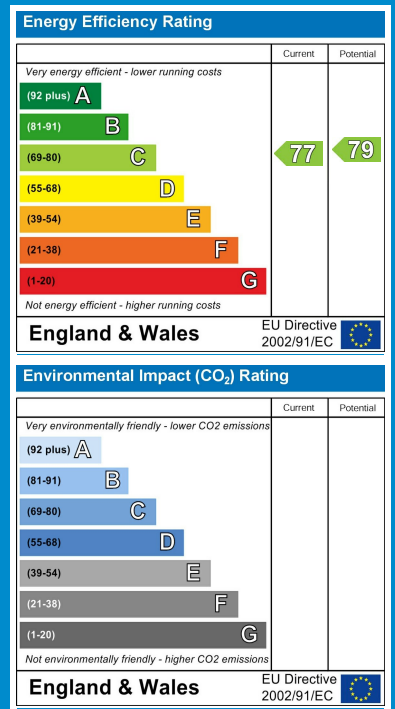 Energy Efficiency Rating
Current Potential
Very energy efficient - lower running costs
(92 plus) A
(81-91) B
(69-80) C
77 79
(55-68) D
(39-54) E
(21-38) F
(1-20) G
Not energy efficient - higher running costs
England & Wales
EU Directive
2002/91/EC
Environmental Impact (CO₂) Rating
Current Potential
Very environmentally friendly - lower CO2 emissions
(92 plus) A
(81-91) B
(69-80) C
(55-68) D
(39-54) E
(21-38) F
(1-20) G
Not environmentally friendly - higher CO2 emissions
England & Wales
EU Directive
2002/91/EC